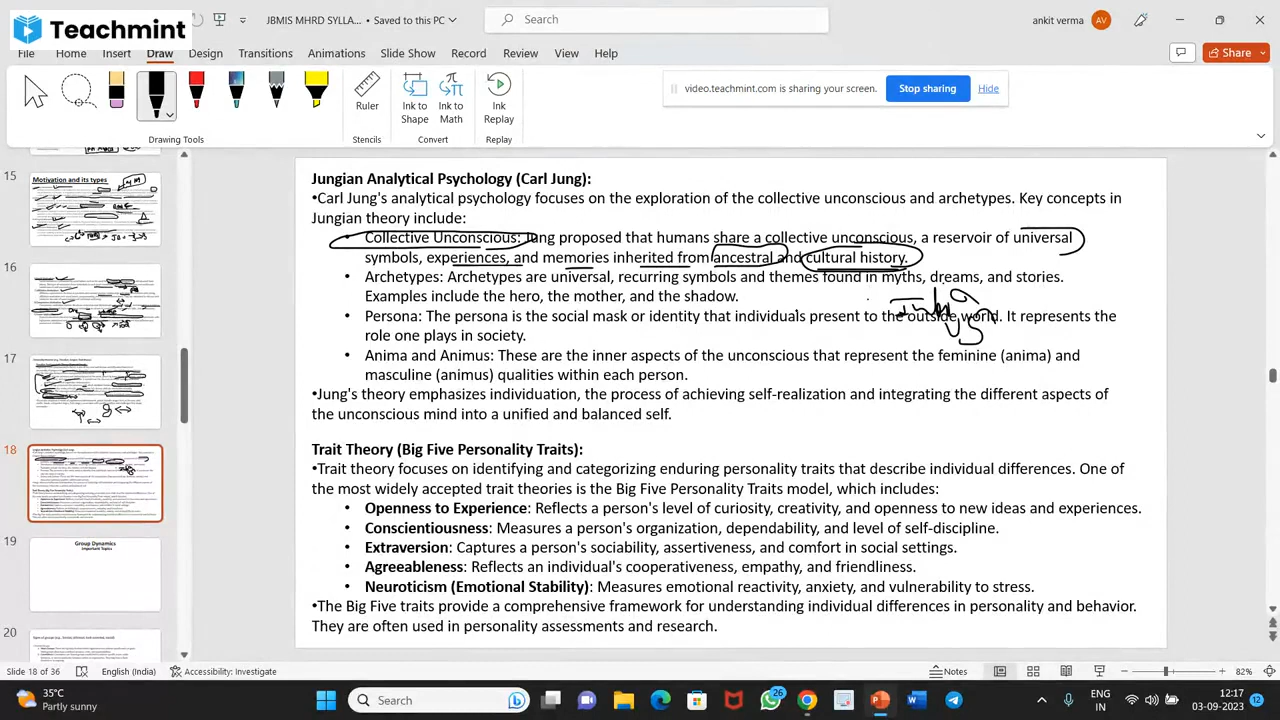 Teachmint
JBMIS MHRD SYLLA... • Saved to this PC
Search
ankit verma
AV
File Home Insert Draw Design Transitions Animations Slide Show Record Review View Help
Share
Ruler
Ink to Shape
Ink to Math
Ink Replay
Drawing Tools
Stencils
Convert
Replay
video.teachmint.com is sharing your screen.
Stop sharing
Hide
15
Motivation and its types
16
17
18
19
Group Dynamics
Important Topics
20
Jungian Analytical Psychology (Carl Jung):
•Carl Jung's analytical psychology focuses on the exploration of the collective unconscious and archetypes. Key concepts in
Jungian theory include:
• Collective Unconscious: Jung proposed that humans share a collective unconscious, a reservoir of universal
symbols, experiences, and memories inherited from ancestral and cultural history.
• Archetypes: Archetypes are universal, recurring symbols and themes found in myths, dreams, and stories.
Examples include the hero, the mother, and the shadow.
• Persona: The persona is the social mask or identity that individuals present to the outside world. It represents the
role one plays in society.
• Anima and Animus: These are the inner aspects of the unconscious that represent the feminine (anima) and
masculine (animus) qualities within each person.
•Jung's theory emphasizes individuation, the process of achieving self-realization and integrating the different aspects of
the unconscious mind into a unified and balanced self.
Trait Theory (Big Five Personality Traits):
•Trait theory focuses on identifying and categorizing enduring personality traits that describe individual differences. One of
the most widely accepted trait theories is the Big Five Personality Traits model, which includes:
• Openness to Experience: Reflects a person's level of curiosity, creativity, and openness to new ideas and experiences.
• Conscientiousness: Measures a person's organization, dependability, and level of self-discipline.
• Extraversion: Captures a person's sociability, assertiveness, and comfort in social settings.
• Agreeableness: Reflects an individual's cooperativeness, empathy, and friendliness.
• Neuroticism (Emotional Stability): Measures emotional reactivity, anxiety, and vulnerability to stress.
•The Big Five traits provide a comprehensive framework for understanding individual differences in personality and behavior.
They are often used in personality assessments and research.
Slide 18 of 36
English (India)
Accessibility: Investigate
Notes
82%
35°C
Partly sunny
Search
26
ENG
IN
12:17
03-09-2023